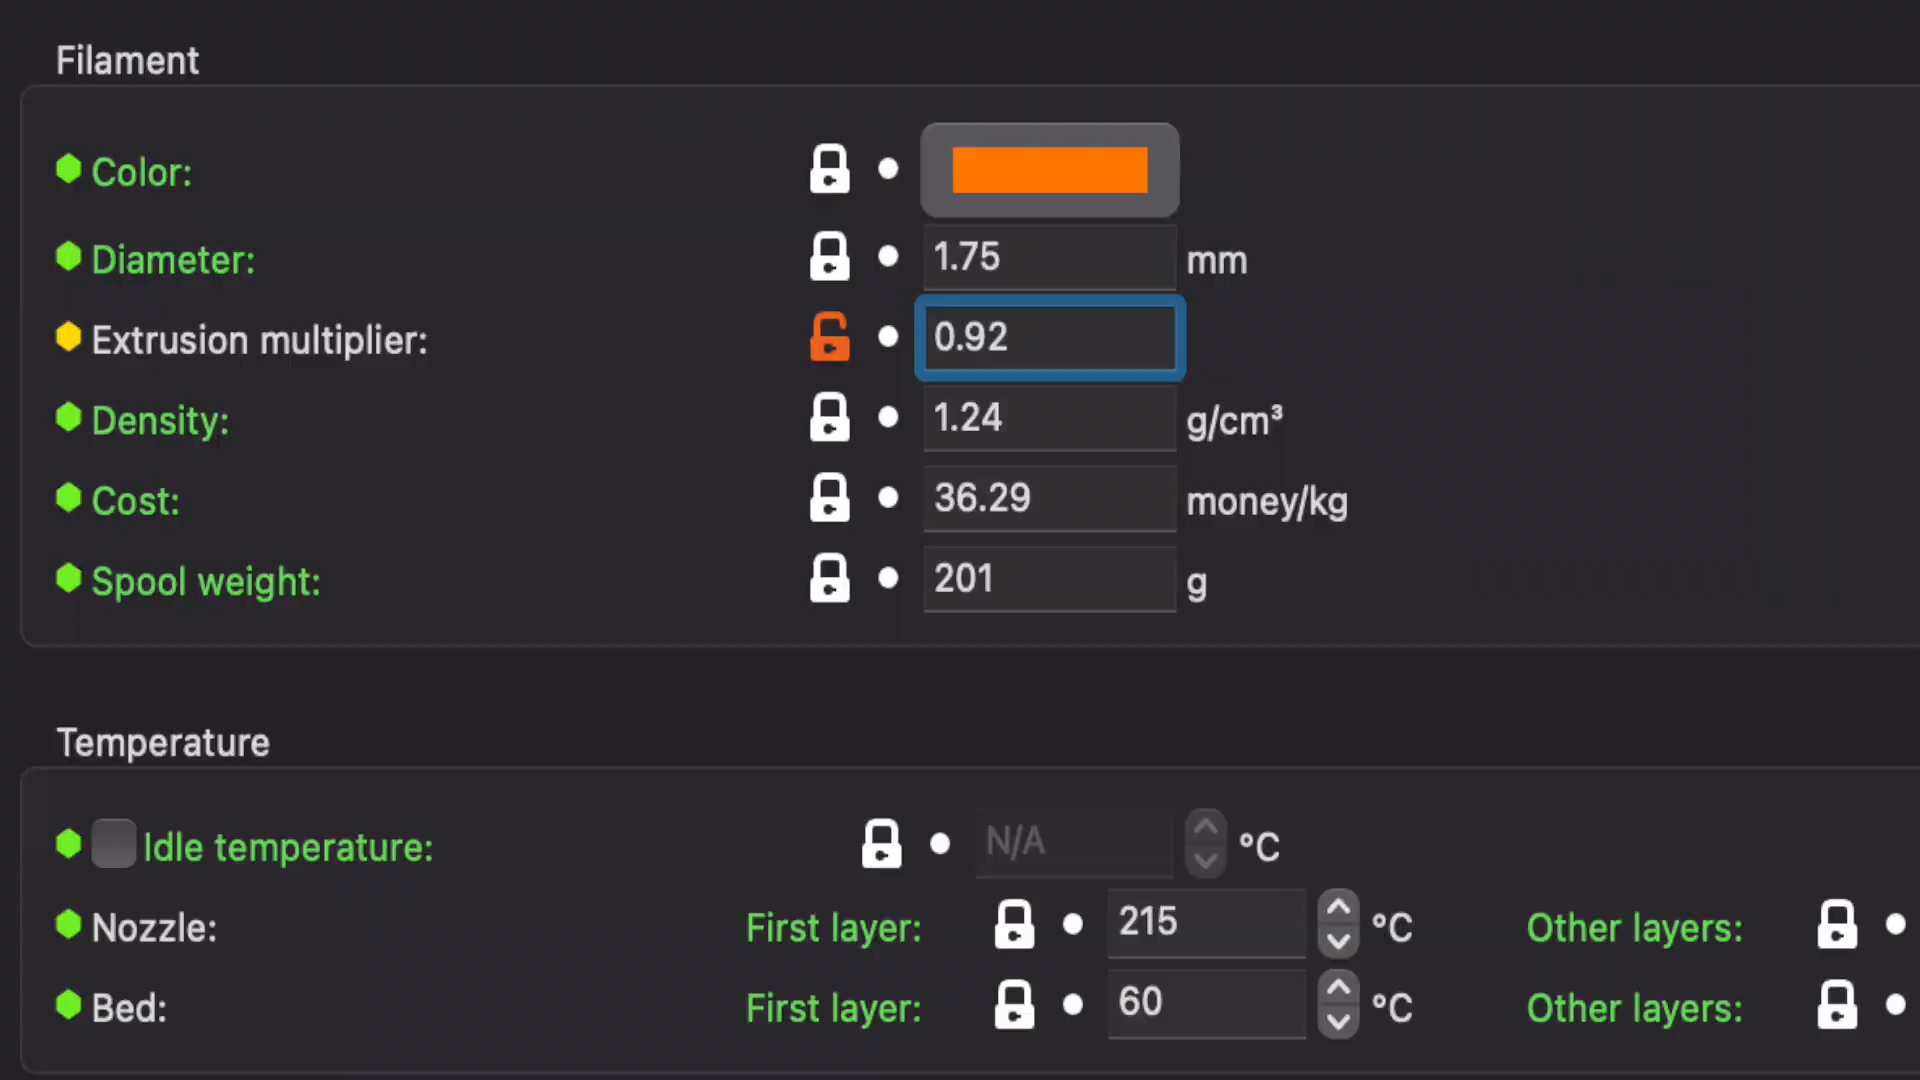 Filament
Color:
Diameter: 1.75 mm
Extrusion multiplier: 0.92
Density: 1.24 g/cm³
Cost: 36.29 money/kg
Spool weight: 201 g
Temperature
Idle temperature: N/A °C
Nozzle: First layer: 215 °C Other layers:
Bed: First layer: 60 °C Other layers: